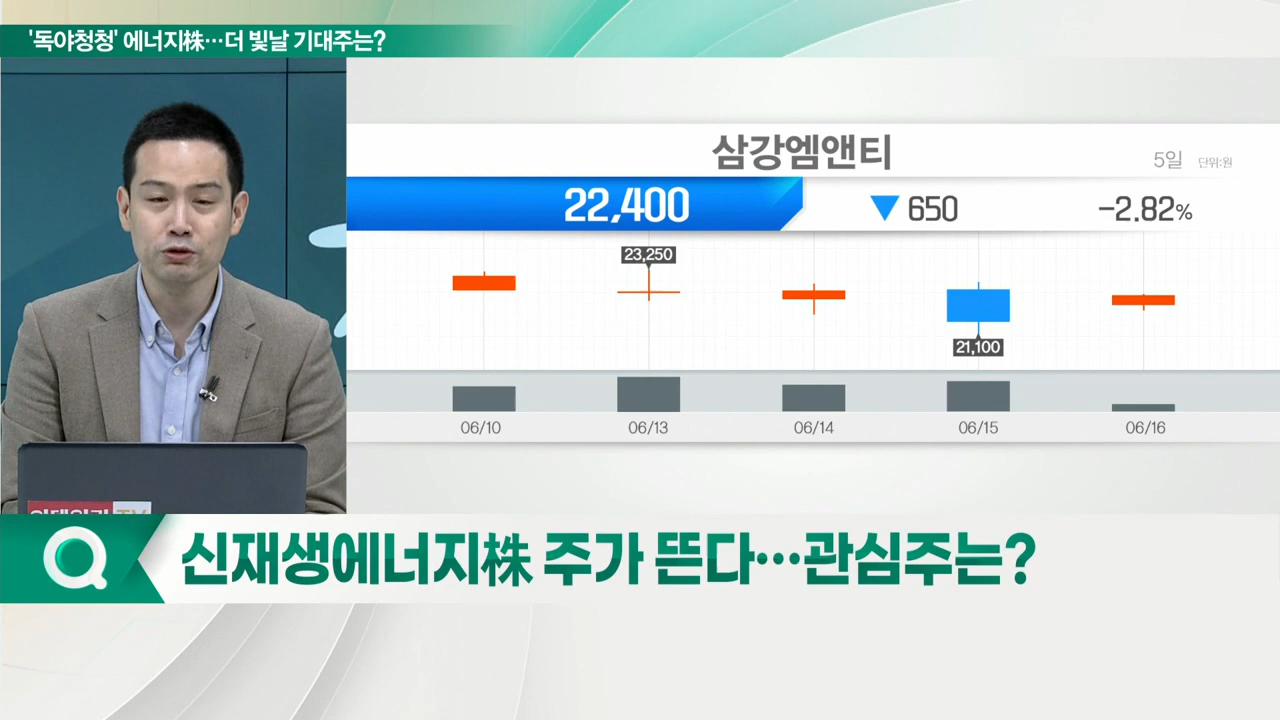 '독야청청' 에너지株…더 빛날 기대주는?
삼강엠앤티
5일 단위:원
22,400 ▼ 650 -2.82%
23,250
21,100
06/10 06/13 06/14 06/15 06/16
신재생에너지株 주가 뜬다…관심주는?